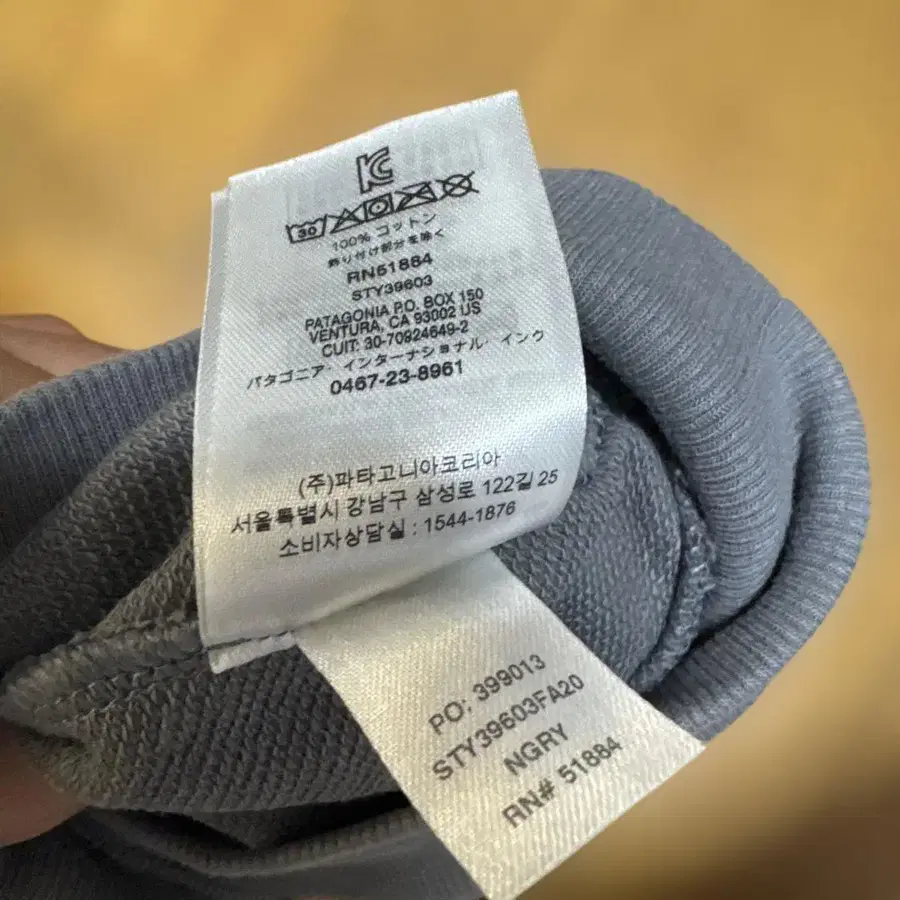 KC
30
100% コットン
飾り付け部分を除く
RN51884
STY39603
PATAGONIA P.O. BOX 150
VENTURA, CA 93002 US
CUIT: 30-70924649-2
パタゴニア・インターナショナル・インク
0467-23-8961
(주)파타고니아코리아
서울특별시 강남구 삼성로 122길 25
소비자상담실 : 1544-1876
PO: 399013
STY39603FA20
NGRY
RN# 51884